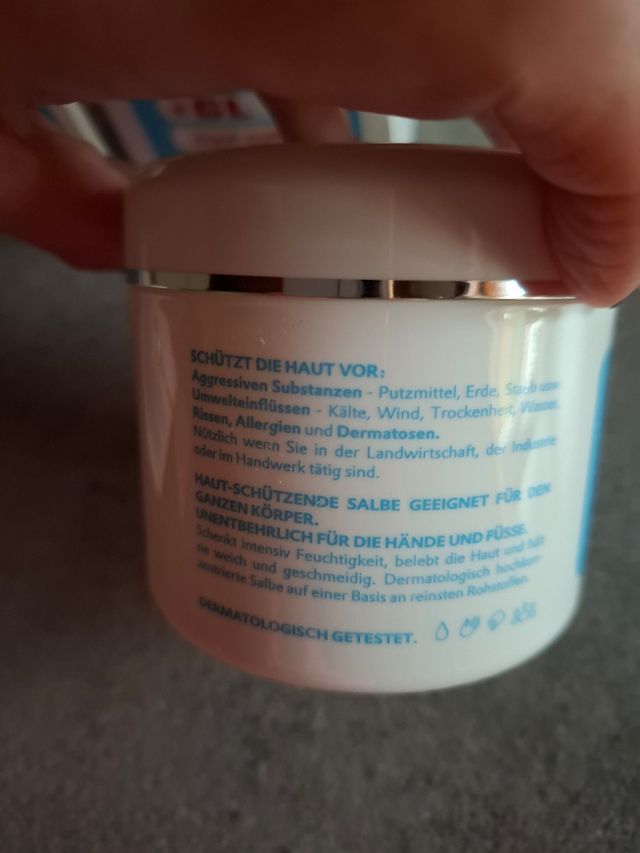 SCHÜTZT DIE HAUT VOR:
Aggressiven Substanzen - Putzmittel, Erde, Staub usw.
Umwelteinflüssen - Kälte, Wind, Trockenheit, Wasser,
Rissen, Allergien und Dermatosen.
Nützlich wenn Sie in der Landwirtschaft, der Industrie
oder im Handwerk tätig sind.
HAUT-SCHÜTZENDE SALBE GEEIGNET FÜR DEN
GANZEN KÖRPER.
UNENTBEHRLICH FÜR DIE HÄNDE UND FÜSSE.
Schenkt intensiv Feuchtigkeit, belebt die Haut und hält
sie weich und geschmeidig. Dermatologisch hochkon-
zentrierte Salbe auf einer Basis an reinsten Rohstoffen.
DERMATOLOGISCH GETESTET.